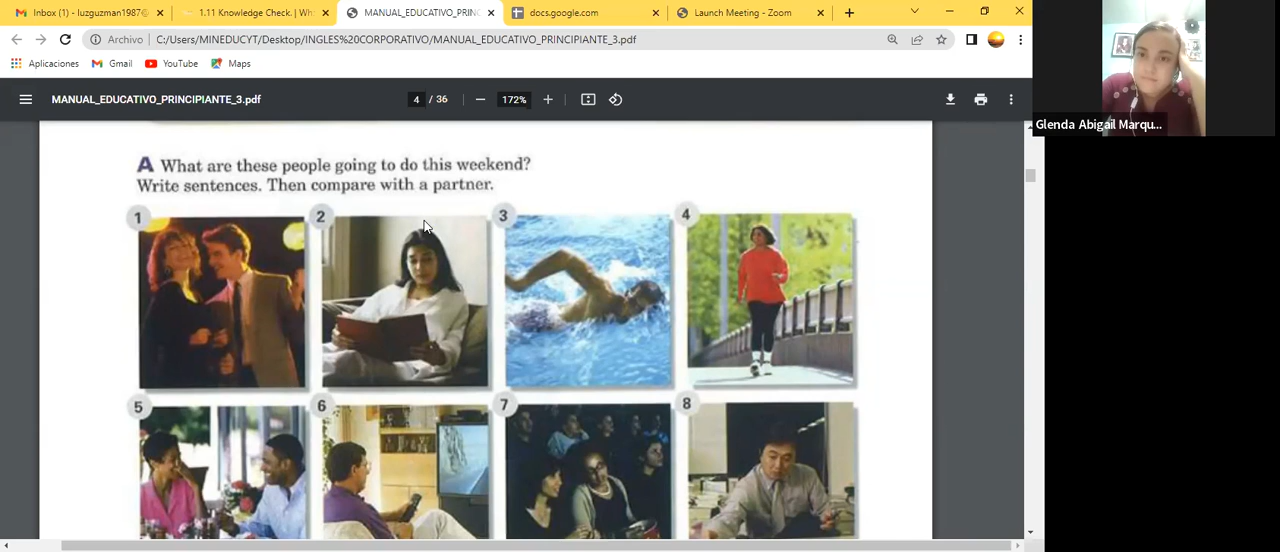 Inbox (1) - luzguzman1987@
1.11 Knowledge Check. | Wh
MANUAL_EDUCATIVO_PRINC
docs.google.com
Launch Meeting - Zoom
Archivo
C:/Users/MINEDUCYT/Desktop/INGLES%20CORPORATIVO/MANUAL_EDUCATIVO_PRINCIPIANTE_3.pdf
Aplicaciones
Gmail
YouTube
Maps
MANUAL_EDUCATIVO_PRINCIPIANTE_3.pdf
4 / 36
172%
Glenda Abigail Marqu...
A What are these people going to do this weekend?
Write sentences. Then compare with a partner.
1
2
3
4
5
6
7
8